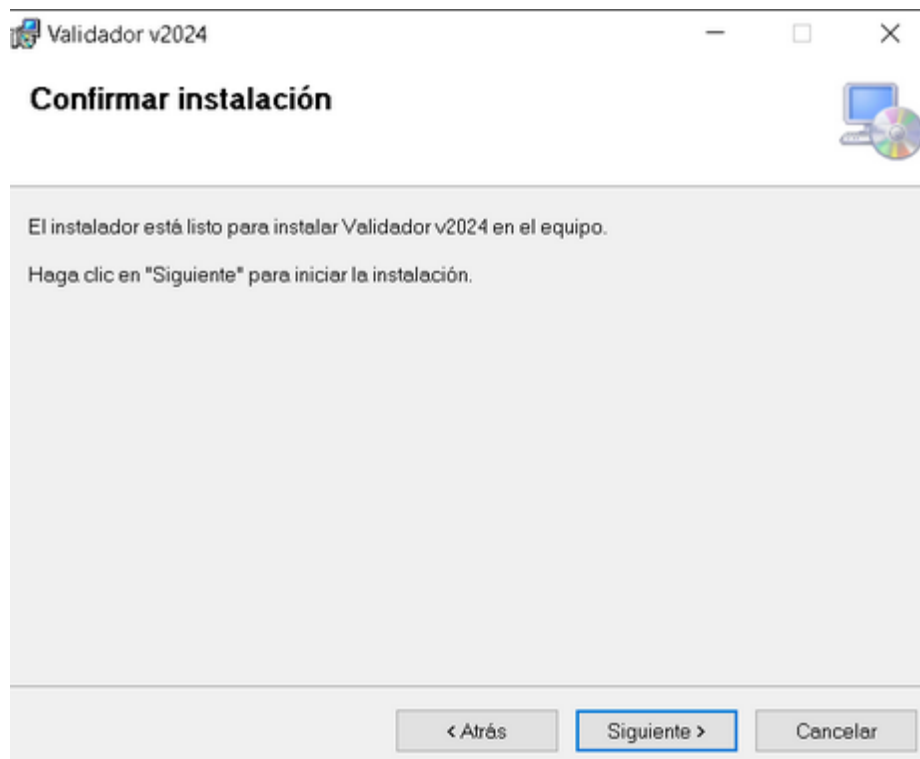 Validador v2024
Confirmar instalación
El instalador está listo para instalar Validador v2024 en el equipo.
Haga clic en "Siguiente" para iniciar la instalación.
< Atrás
Siguiente >
Cancelar